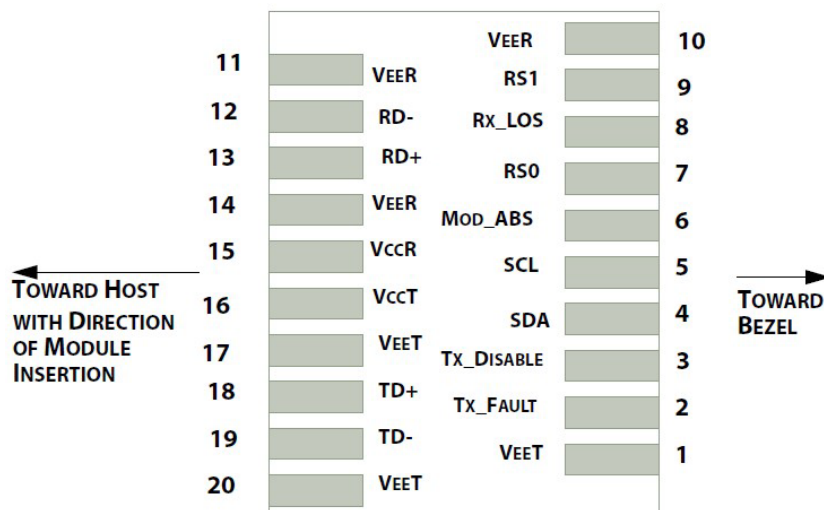 VEER 10
11 VEER
RS1 9
12 RD-
RX_LOS 8
13 RD+
RS0 7
14 VEER
MOD_ABS 6
15 VCCR
SCL 5
TOWARD HOST
WITH DIRECTION
OF MODULE
INSERTION
TOWARD
BEZEL
16 VCCT
SDA 4
17 VEET
TX_DISABLE 3
18 TD+
TX_FAULT 2
19 TD-
VEET 1
20 VEET